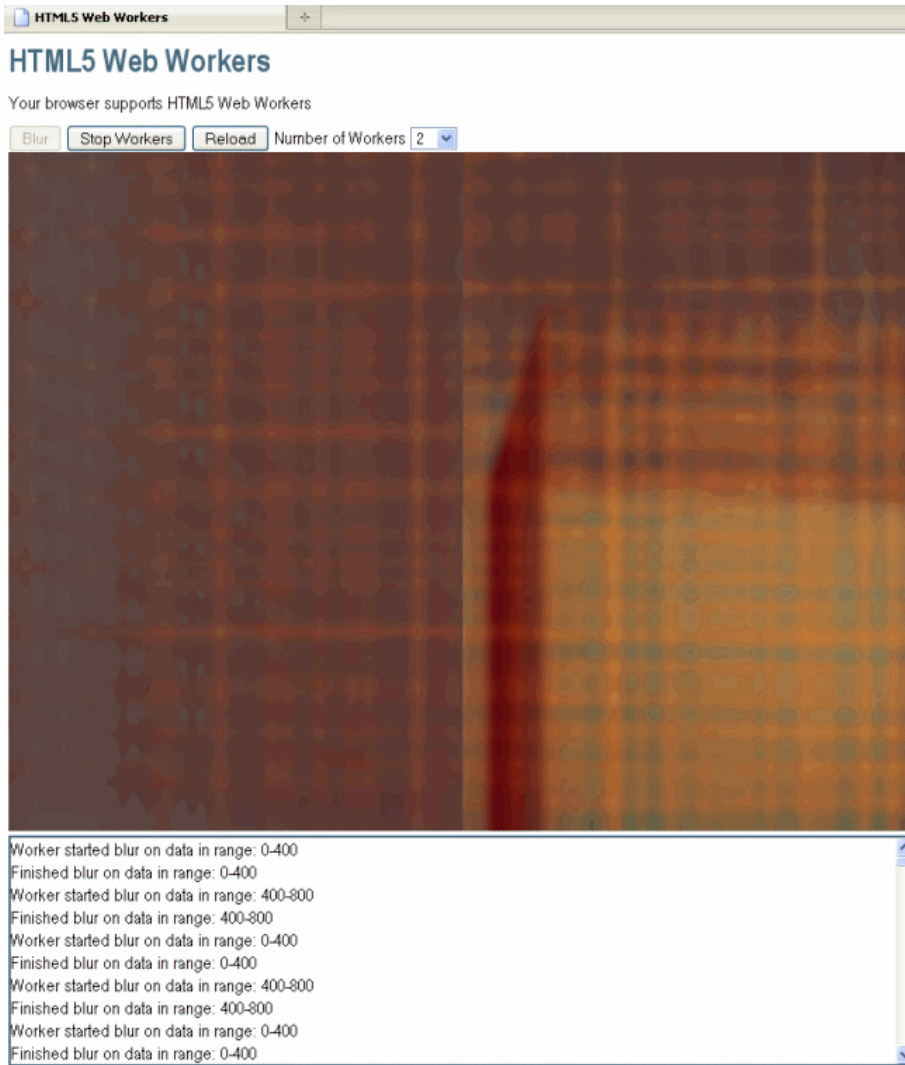 HTML5 Web Workers
HTML5 Web Workers
Your browser supports HTML5 Web Workers
Blur Stop Workers Reload Number of Workers 2
Worker started blur on data in range: 0-400
Finished blur on data in range: 0-400
Worker started blur on data in range: 400-800
Finished blur on data in range: 400-800
Worker started blur on data in range: 0-400
Finished blur on data in range: 0-400
Worker started blur on data in range: 400-800
Finished blur on data in range: 400-800
Worker started blur on data in range: 0-400
Finished blur on data in range: 0-400